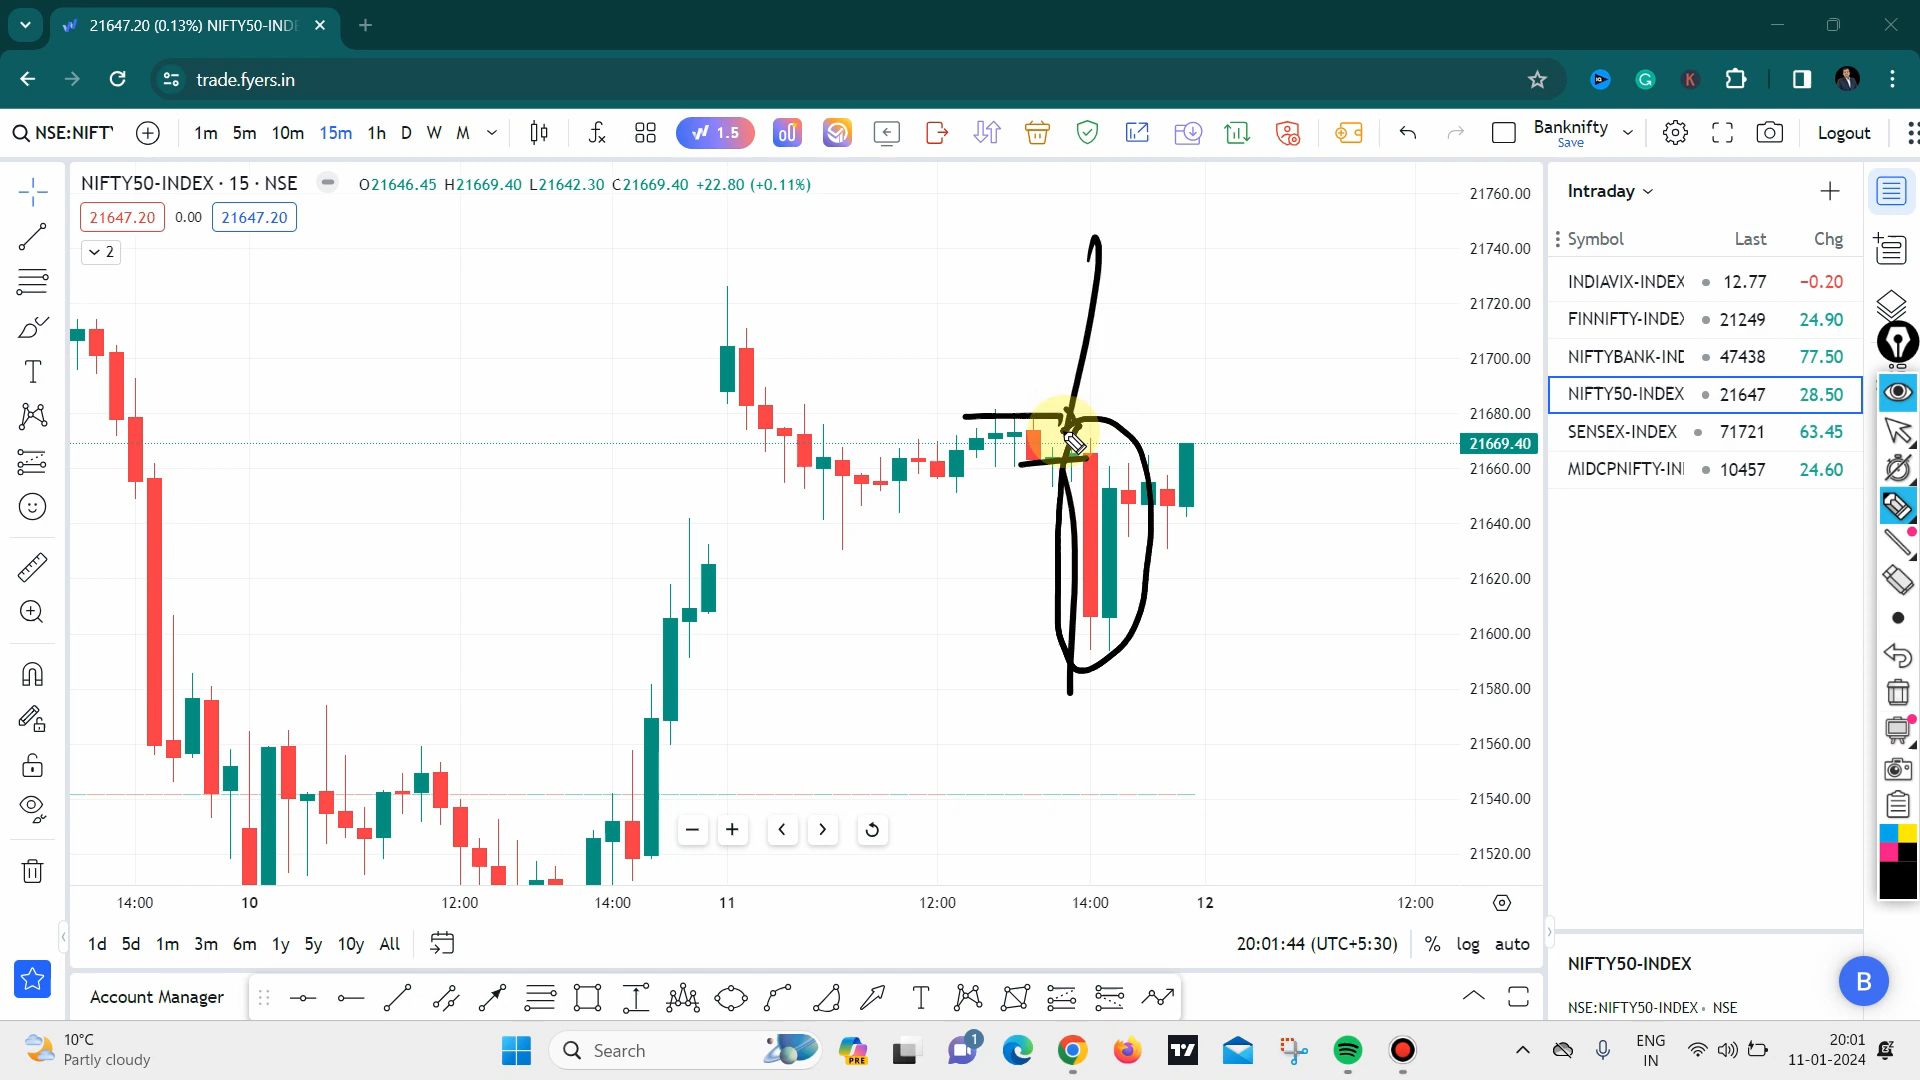 21647.20 (0.13%) NIFTY50-INDE
trade.fyers.in
NSE:NIFT
1m 5m 10m 15m 1h D W M
1.5
Banknifty
Save
Logout
NIFTY50-INDEX · 15 · NSE
O21646.45 H21669.40 L21642.30 C21669.40 +22.80 (+0.11%)
21647.20 0.00 21647.20
2
21760.00
21740.00
21720.00
21700.00
21680.00
21669.40
21660.00
21640.00
21620.00
21600.00
21580.00
21560.00
21540.00
21520.00
14:00 10 12:00 14:00 11 12:00 14:00 12 12:00
1d 5d 1m 3m 6m 1y 5y 10y All
20:01:44 (UTC+5:30) % log auto
Account Manager
Intraday
Symbol Last Chg
INDIAVIX-INDEX 12.77 −0.20
FINNIFTY-INDEX 21249 24.90
NIFTYBANK-INE 47438 77.50
NIFTY50-INDEX 21647 28.50
SENSEX-INDEX 71721 63.45
MIDCPNIFTY-INI 10457 24.60
NIFTY50-INDEX
NSE:NIFTY50-INDEX · NSE
B
10°C
Partly cloudy
Search
PRE
1
ENG
IN
20:01
11-01-2024